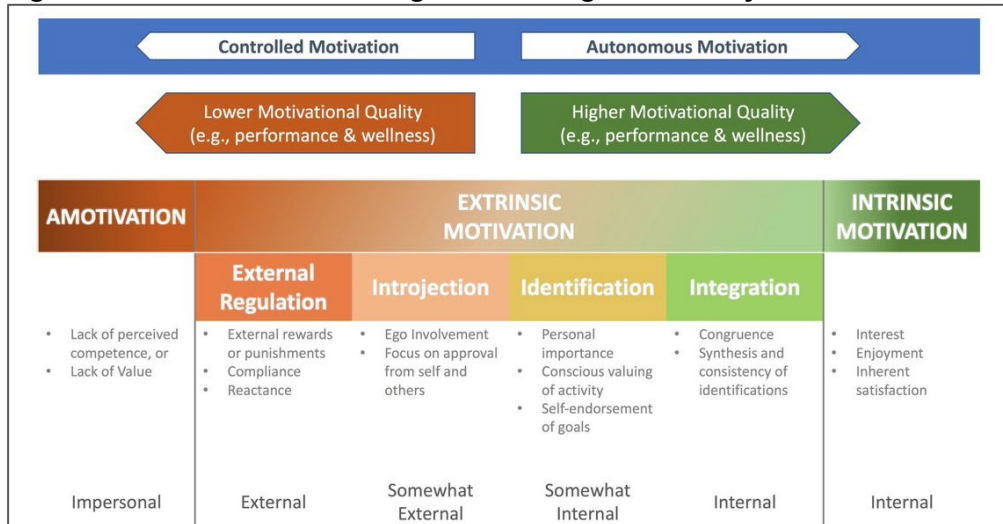 Controlled Motivation
Autonomous Motivation
Lower Motivational Quality
(e.g., performance & wellness)
Higher Motivational Quality
(e.g., performance & wellness)
AMOTIVATION
EXTRINSIC
MOTIVATION
INTRINSIC
MOTIVATION
External
Regulation
Introjection
Identification
Integration
• Lack of perceived
competence, or
• Lack of Value
• External rewards
or punishments
• Compliance
• Reactance
• Ego Involvement
• Focus on approval
from self and
others
• Personal
importance
• Conscious valuing
of activity
• Self-endorsement
of goals
• Congruence
• Synthesis and
consistency of
identifications
• Interest
• Enjoyment
• Inherent
satisfaction
Impersonal
External
Somewhat
External
Somewhat
Internal
Internal
Internal